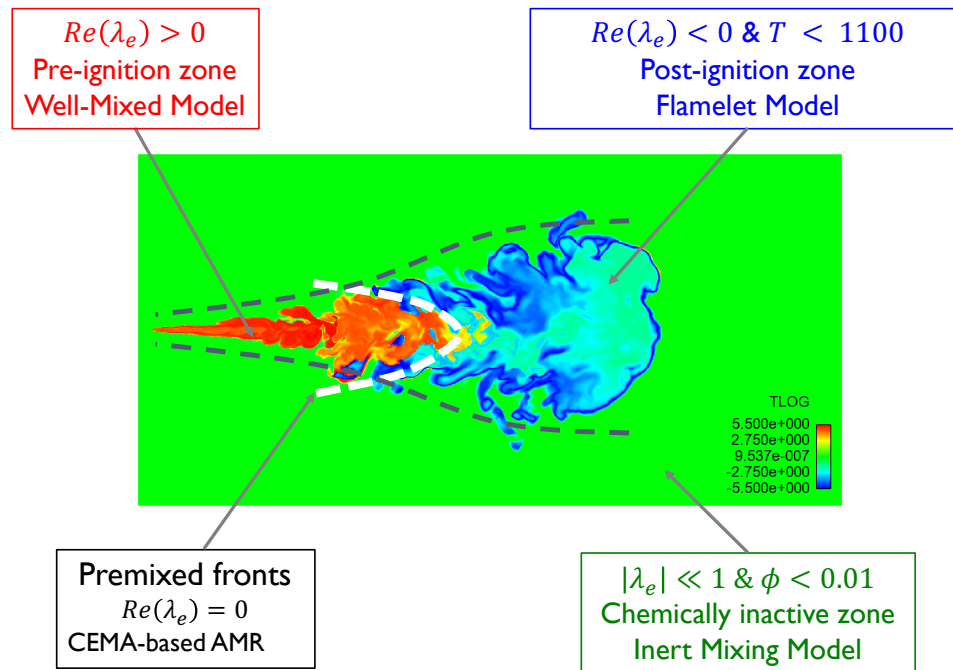 Re(λₑ) > 0
Pre-ignition zone
Well-Mixed Model
Re(λₑ) < 0 & T < 1100
Post-ignition zone
Flamelet Model
TLOG
5.500e+000
2.750e+000
9.537e-007
-2.750e+000
-5.500e+000
Premixed fronts
Re(λₑ) = 0
CEMA-based AMR
|λₑ| ≪ 1 & ϕ < 0.01
Chemically inactive zone
Inert Mixing Model